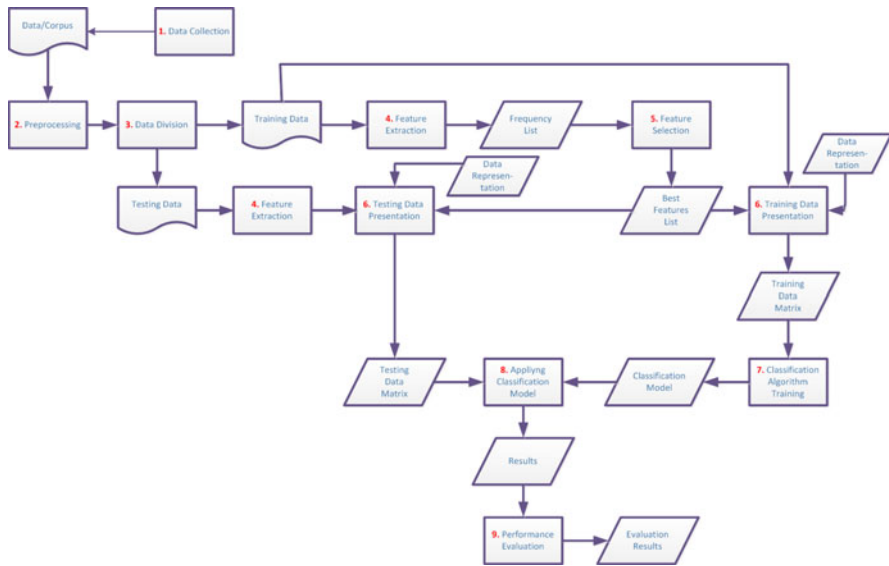 Data/Corpus
1. Data Collection
2. Preprocessing
3. Data Division
Training Data
4. Feature
Extraction
Frequency
List
5. Feature
Selection
Data
Represen-
tation
Data
Represen-
tation
Testing Data
4. Feature
Extraction
6. Testing Data
Presentation
Best
Features
List
6. Training Data
Presentation
Training
Data
Matrix
Testing
Data
Matrix
8. Appliyng
Classification
Model
Classification
Model
7. Classification
Algorithm
Training
Results
9. Performance
Evaluation
Evaluation
Results